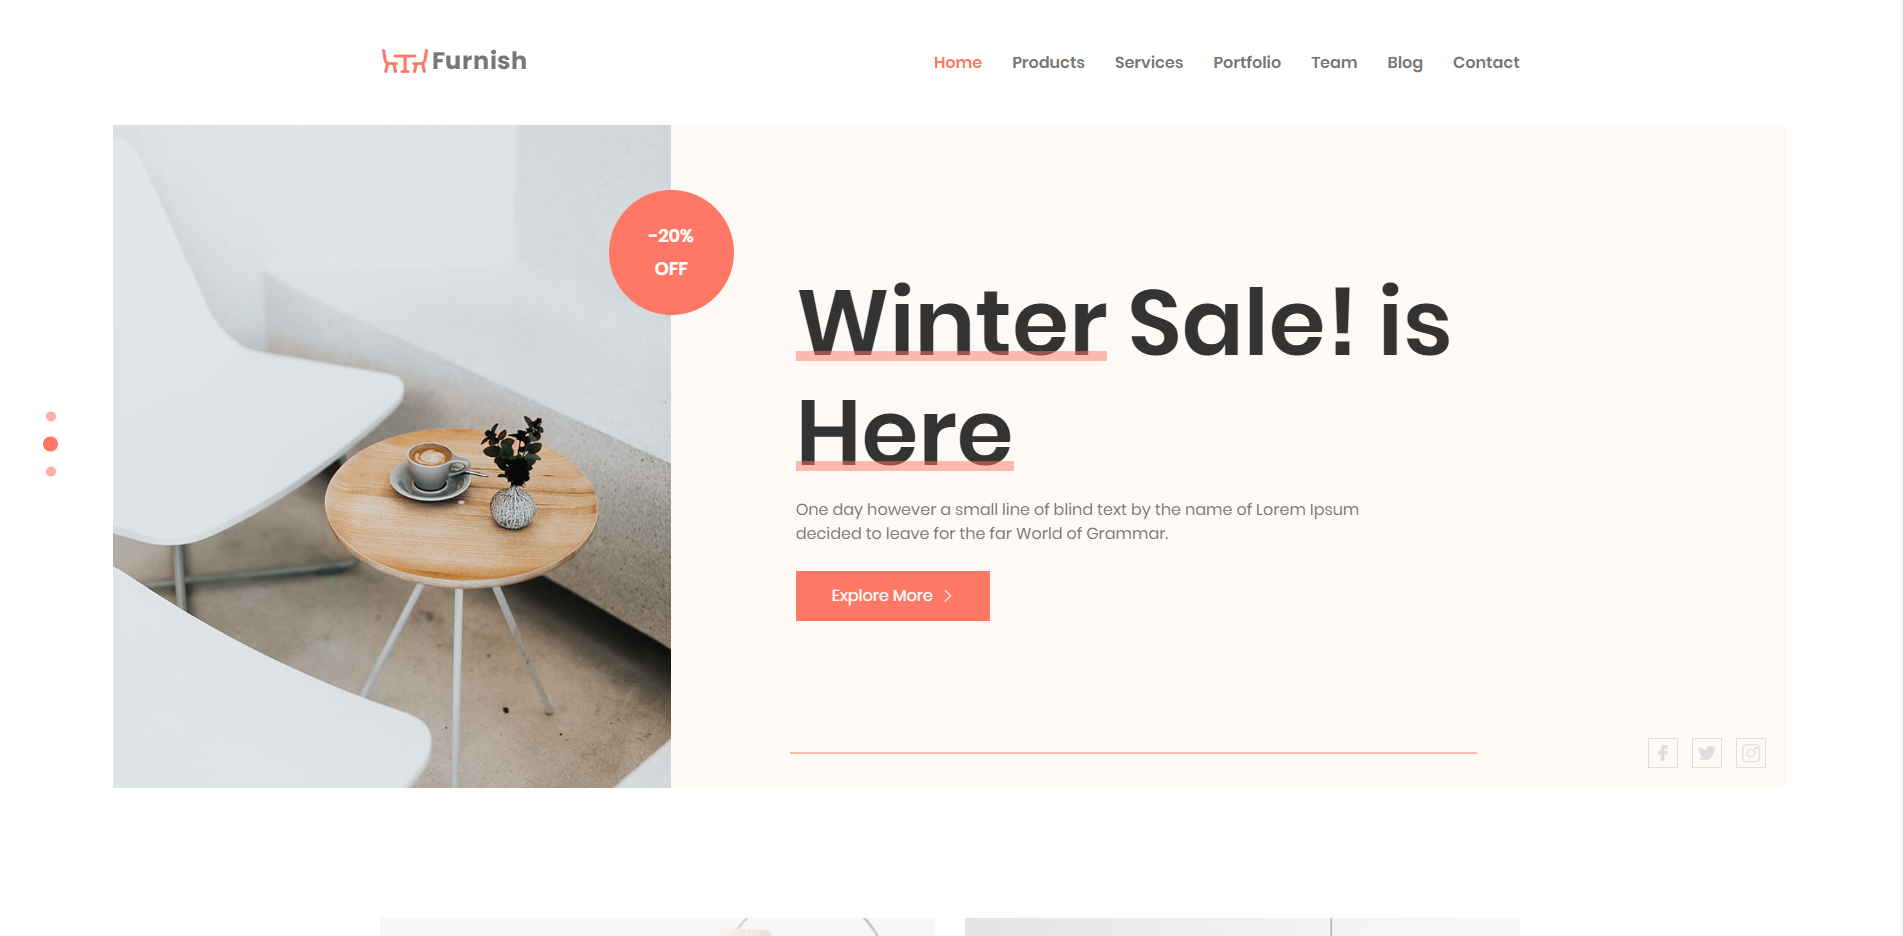 Furnish
Home Products Services Portfolio Team Blog Contact
-20%
OFF
Winter Sale! is
Here
One day however a small line of blind text by the name of Lorem Ipsum
decided to leave for the far World of Grammar.
Explore More